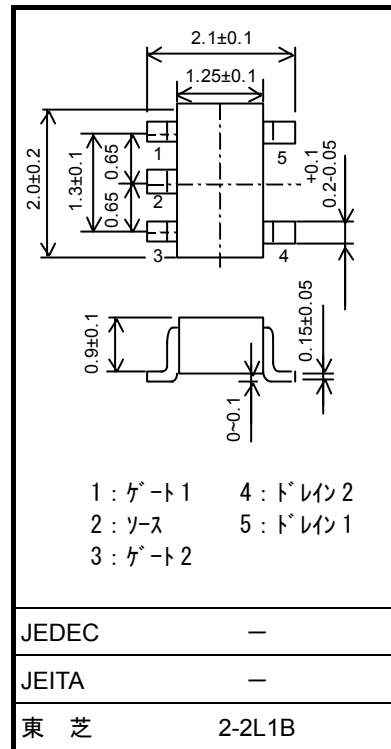 2.1±0.1
1.25±0.1
2.0±0.2
1.3±0.1
0.65
0.65
1
2
3
5
4
+0.1
0.2-0.05
0.9±0.1
0.15±0.05
0~0.1
1 : ゲート 1 4 : ドレイン 2
2 : ソース 5 : ドレイン 1
3 : ゲート 2
JEDEC ―
JEITA ―
東 芝 2-2L1B